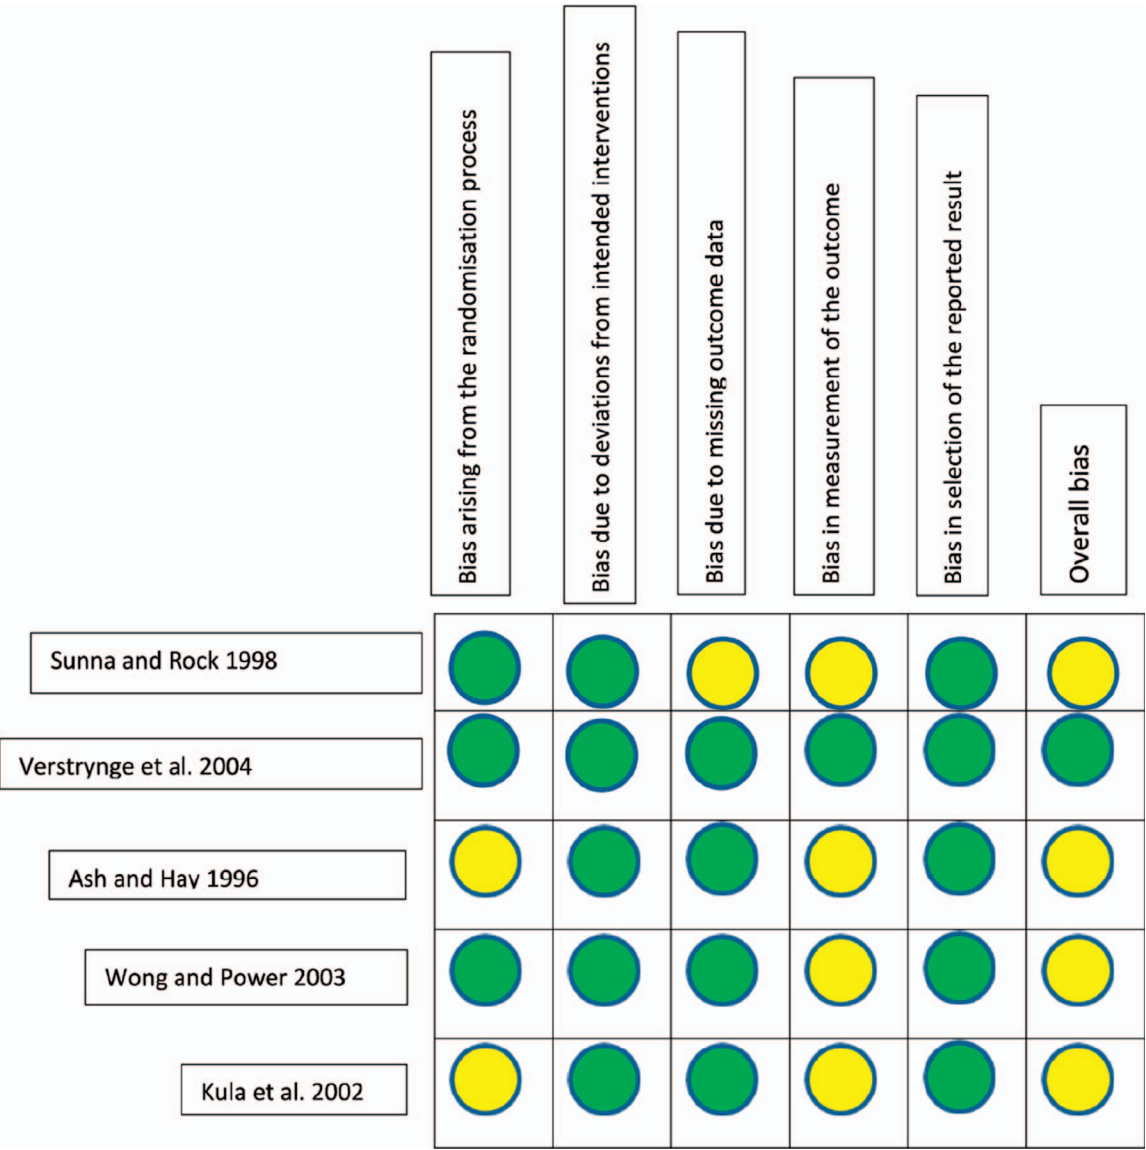 Bias arising from the randomisation process
Bias due to deviations from intended interventions
Bias due to missing outcome data
Bias in measurement of the outcome
Bias in selection of the reported result
Overall bias
Sunna and Rock 1998
Verstrynge et al. 2004
Ash and Hay 1996
Wong and Power 2003
Kula et al. 2002